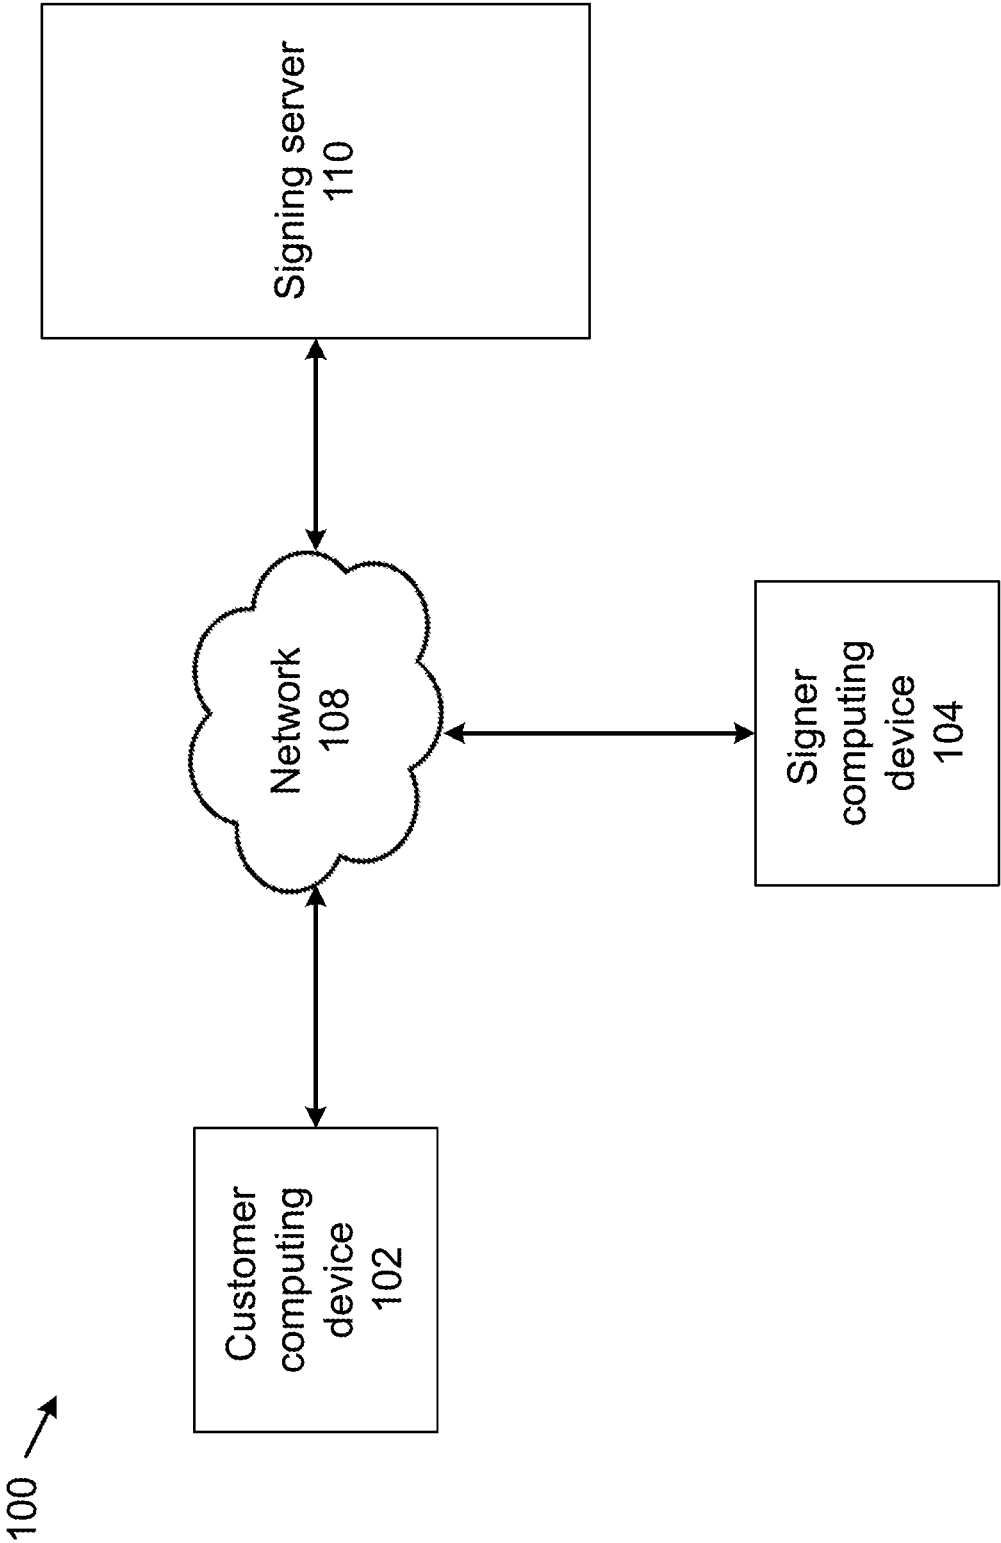 100
Customer
computing
device
102
Network
108
Signing server
110
Signer
computing
device
104